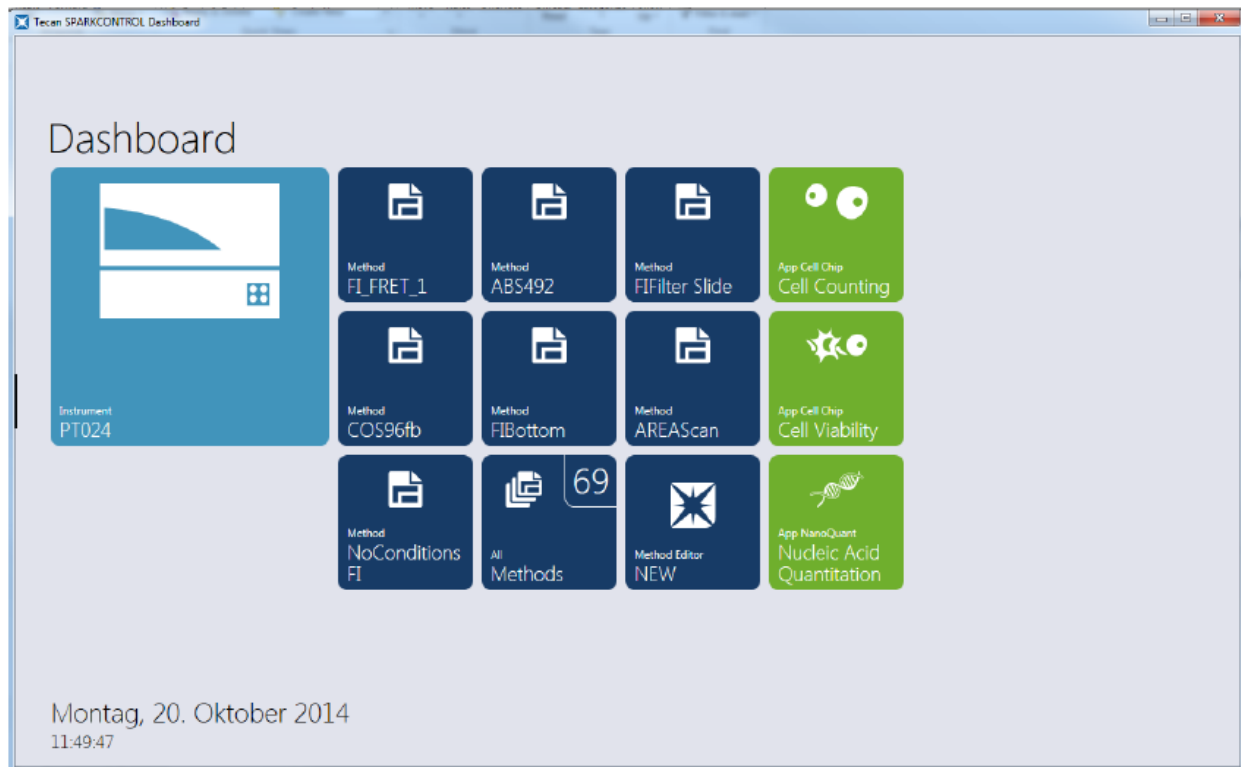 Tecan SPARKCONTROL Dashboard
Dashboard
Instrument
PT024
Method
FI_FRET_1
Method
ABS492
Method
FIFilter Slide
App Cell Chip
Cell Counting
Method
COS96fb
Method
FIBottom
Method
AREAScan
App Cell Chip
Cell Viability
Method
NoConditions
FI
69
All
Methods
Method Editor
NEW
App NanoQuant
Nucleic Acid
Quantitation
Montag, 20. Oktober 2014
11:49:47